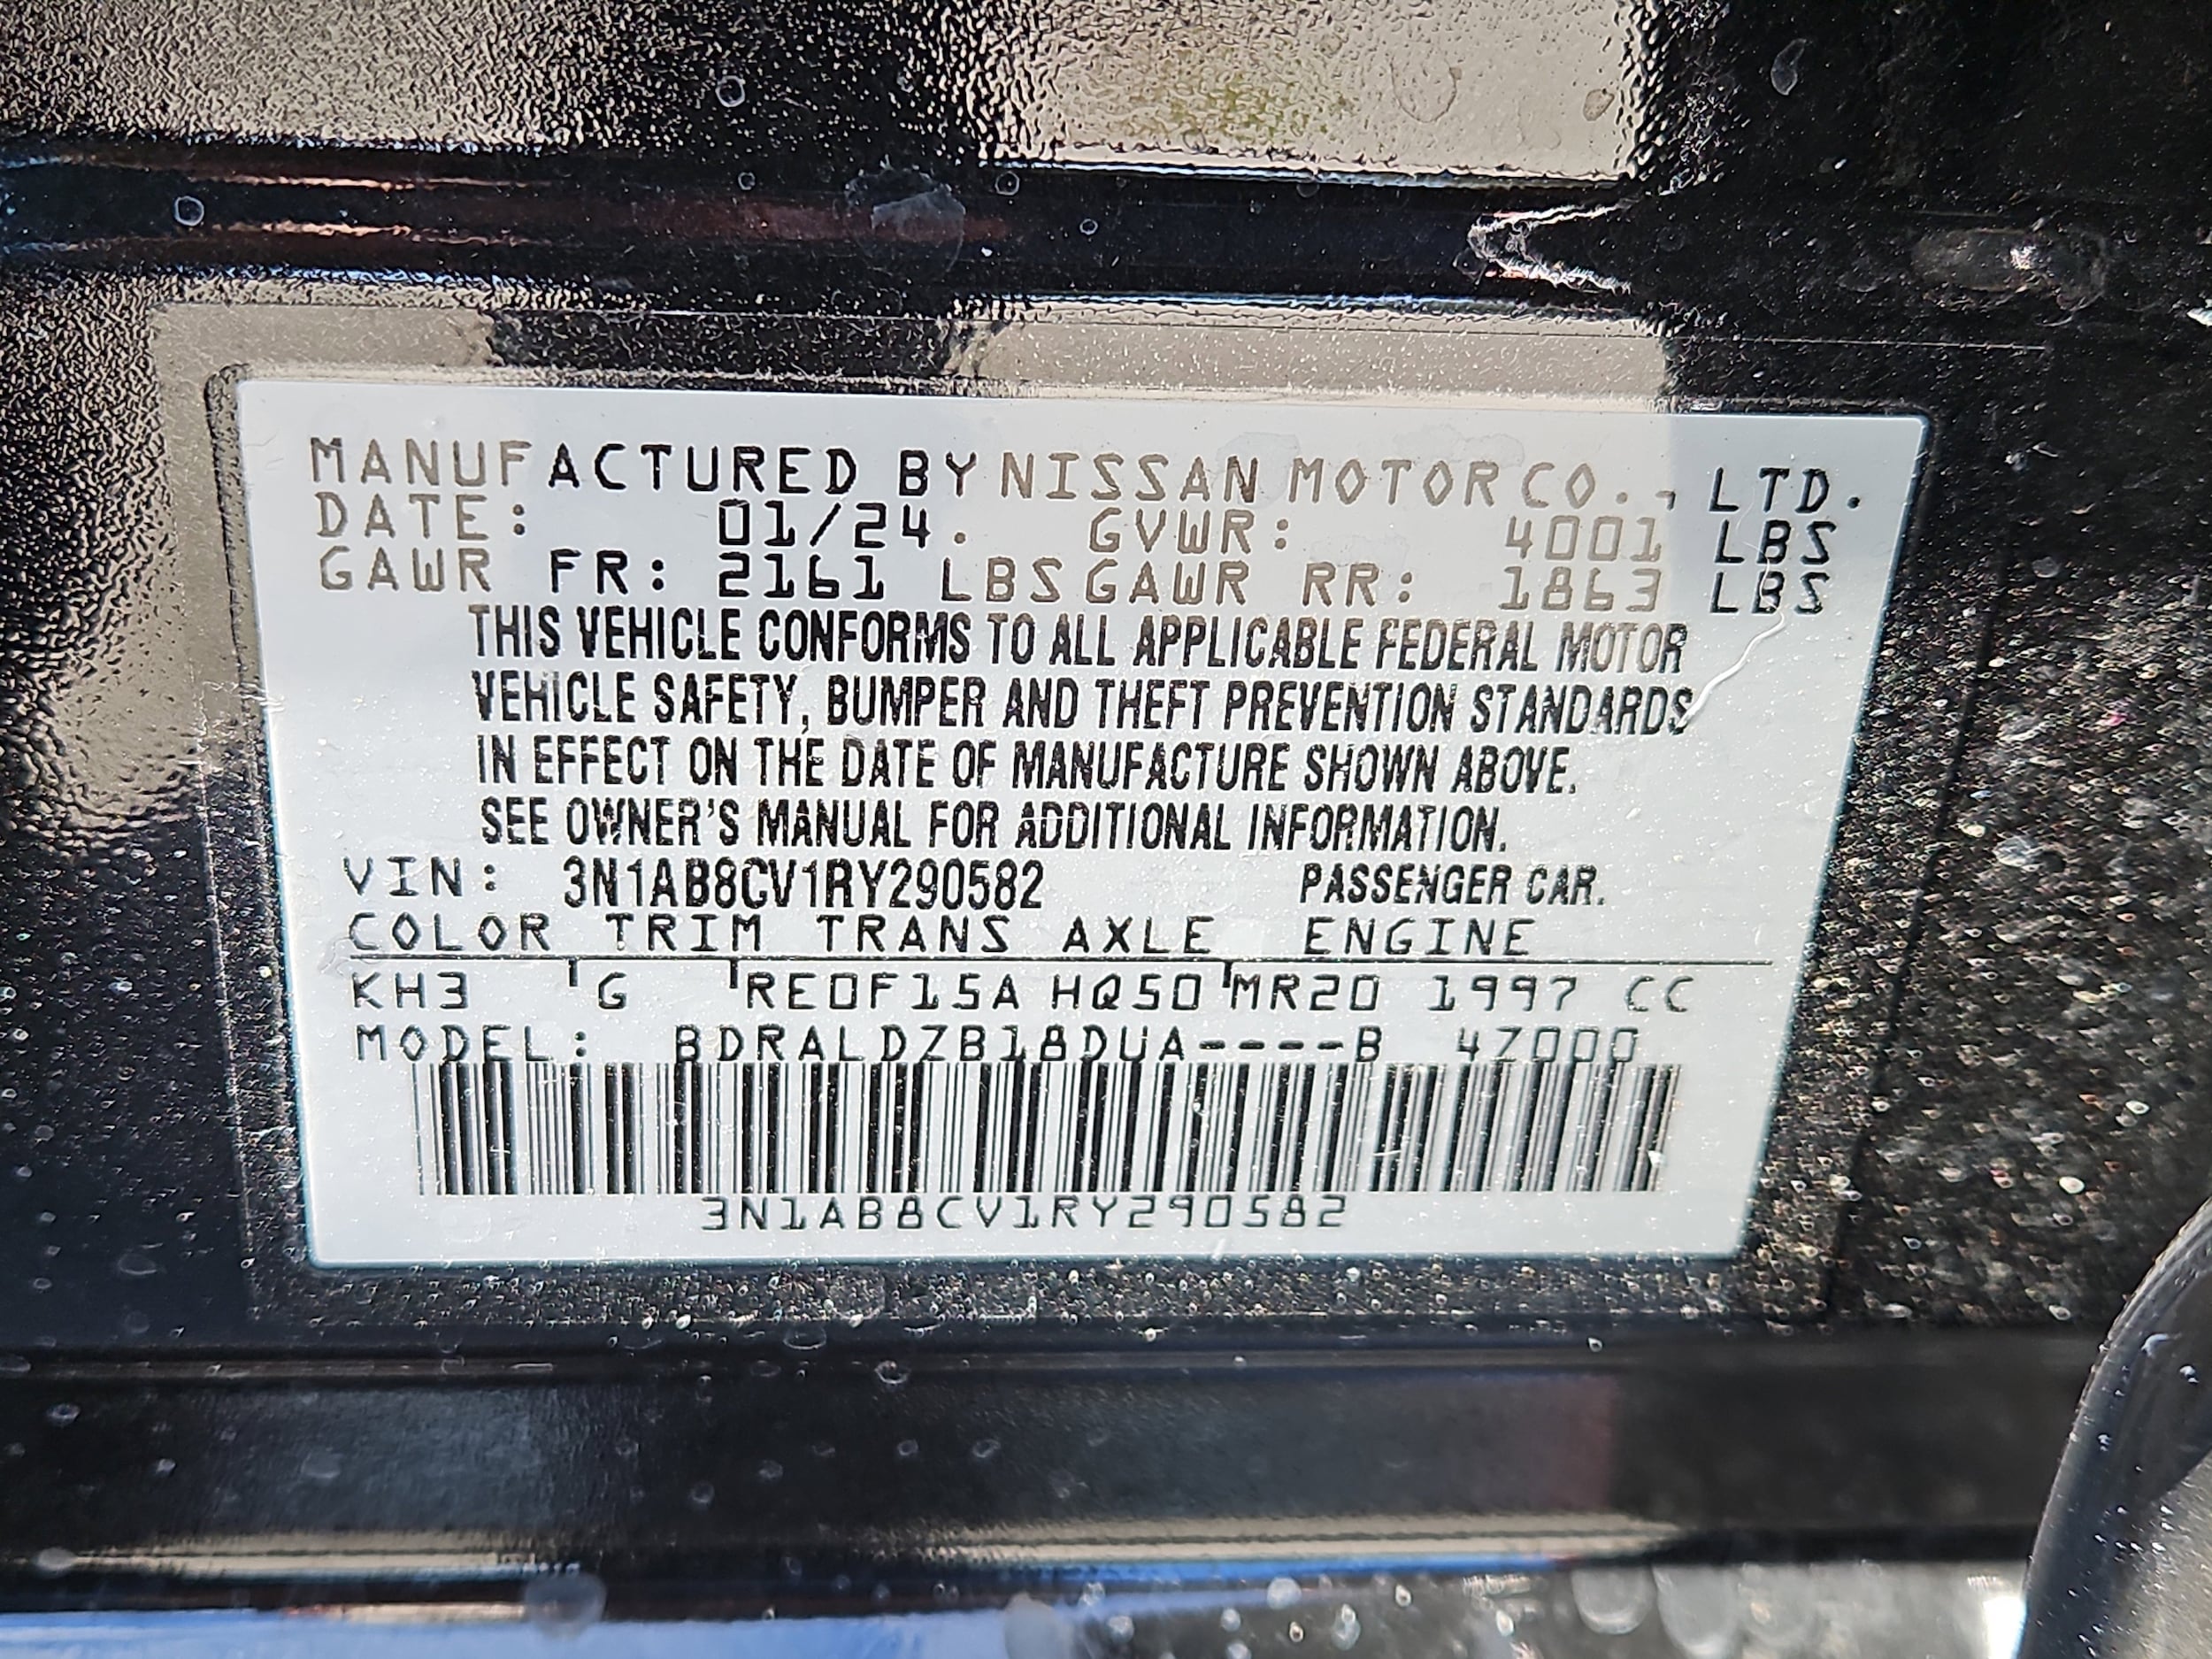 MANUFACTURED BY NISSAN MOTOR CO., LTD.
DATE: 01/24. GVWR: 4001 LBS
GAWR FR: 2161 LBS GAWR RR: 1863 LBS
THIS VEHICLE CONFORMS TO ALL APPLICABLE FEDERAL MOTOR
VEHICLE SAFETY, BUMPER AND THEFT PREVENTION STANDARDS
IN EFFECT ON THE DATE OF MANUFACTURE SHOWN ABOVE.
SEE OWNER'S MANUAL FOR ADDITIONAL INFORMATION.
VIN: 3N1AB8CV1RY290582 PASSENGER CAR.
COLOR TRIM TRANS AXLE ENGINE
KH3 G RE0F15A HQ50 MR20 1997 CC
MODEL: BDRALDZB18DUA----B 4Z000
3N1AB8CV1RY290582